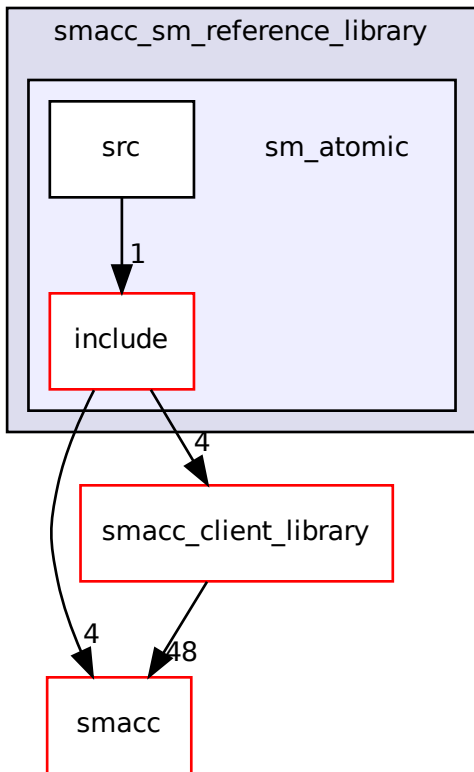 smacc_sm_reference_library
src
sm_atomic
1
include
4
smacc_client_library
4
48
smacc